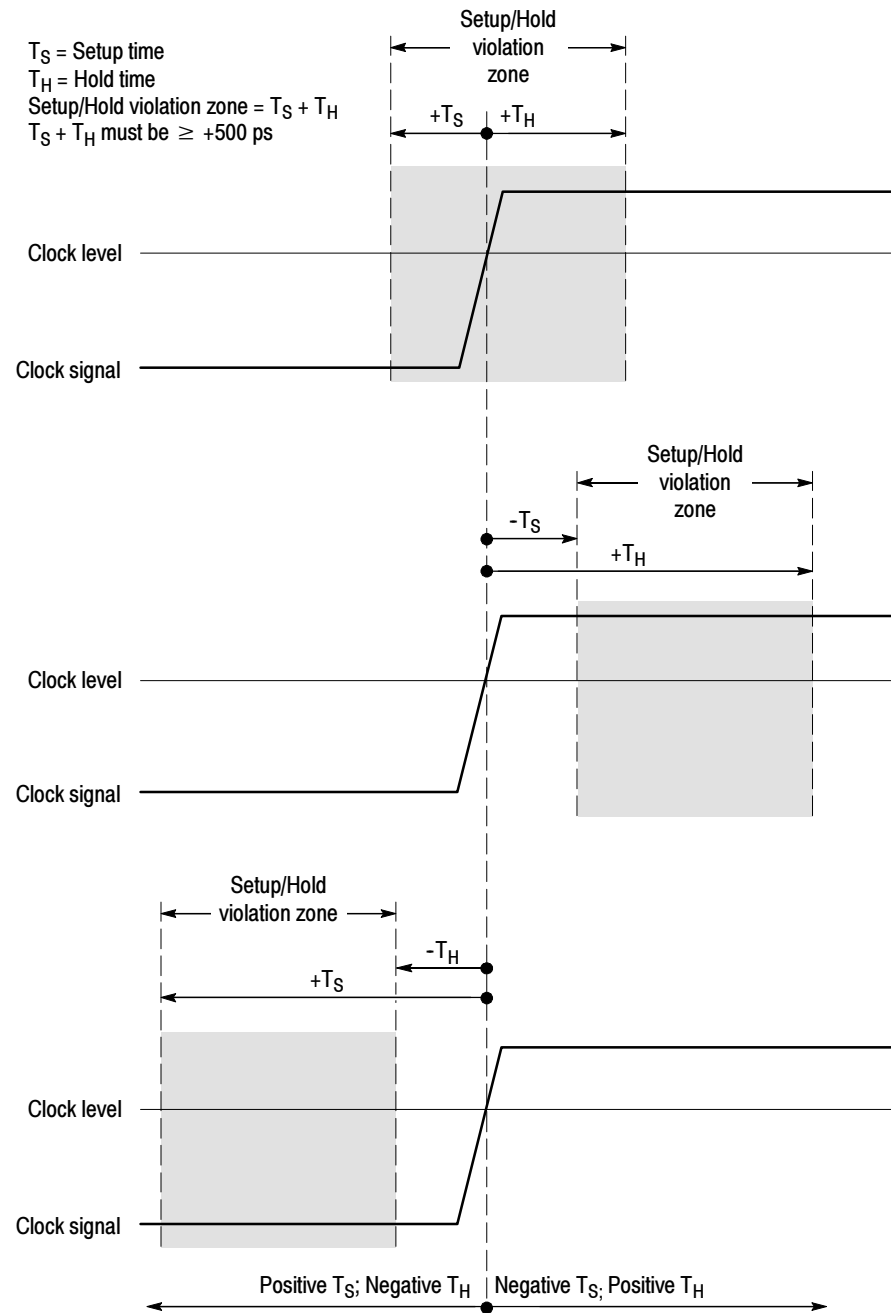 Setup/Hold
violation
zone
T_S = Setup time
T_H = Hold time
Setup/Hold violation zone = T_S + T_H
T_S + T_H must be ≥ +500 ps
+T_S
+T_H
Clock level
Clock signal
Setup/Hold
violation
zone
-T_S
+T_H
Clock level
Clock signal
Setup/Hold
violation zone
-T_H
+T_S
Clock level
Clock signal
Positive T_S; Negative T_H
Negative T_S; Positive T_H